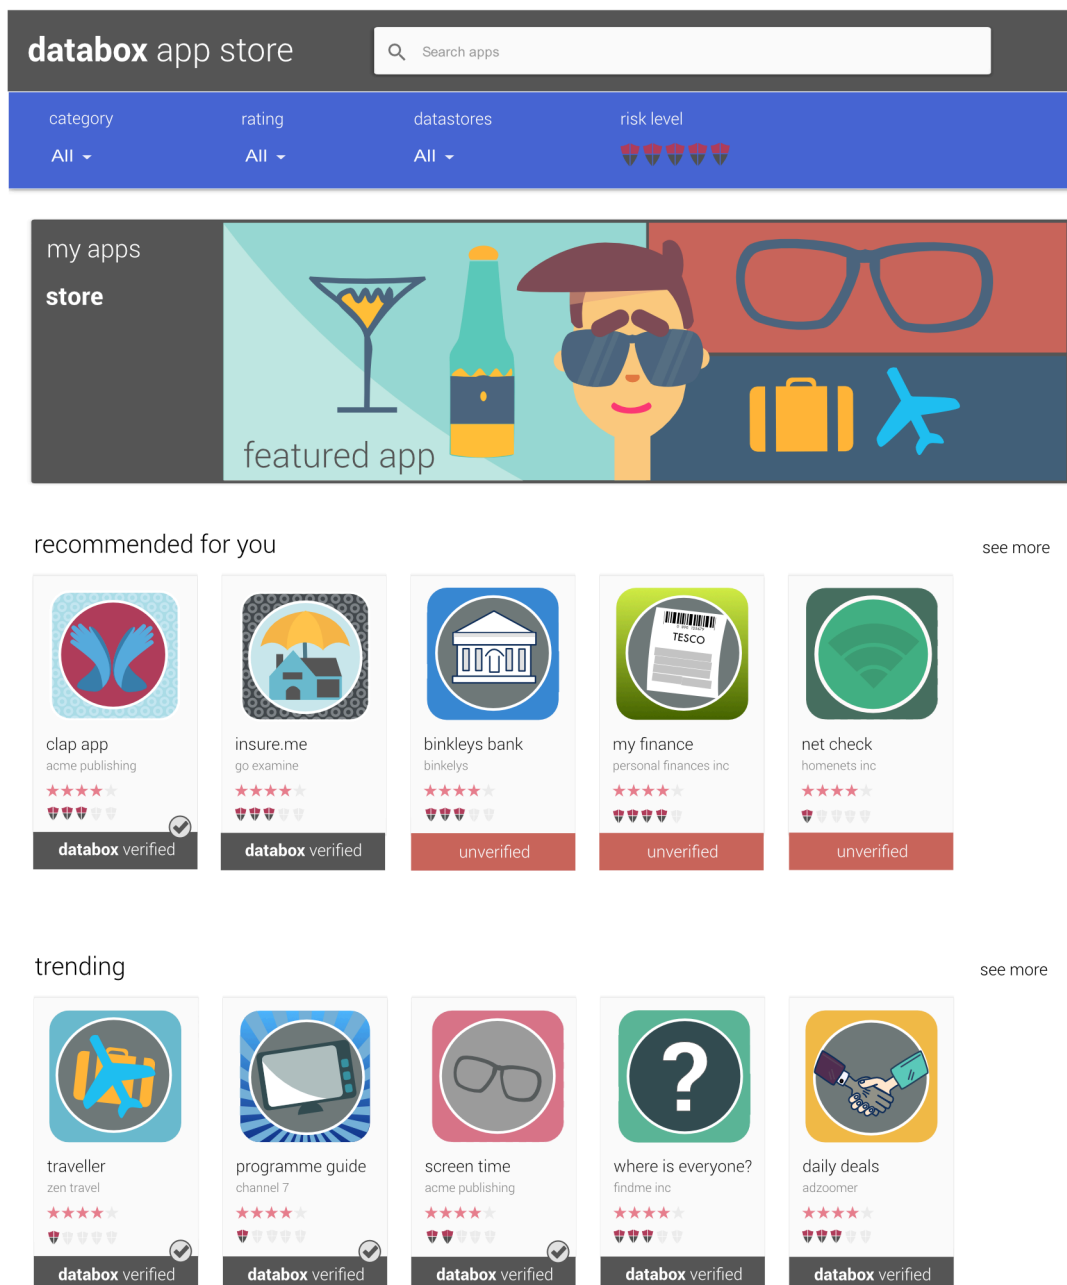 databox app store
Search apps
category rating datastores risk level
All All All
my apps
store
featured app
recommended for you see more
TESCO
clap app insure.me binkleys bank my finance net check
acme publishing go examine binkelys personal finances inc homenets inc
databox verified databox verified unverified unverified unverified
trending see more
?
traveller programme guide screen time where is everyone? daily deals
zen travel channel 7 acme publishing findme inc adzoomer
databox verified databox verified databox verified databox verified databox verified